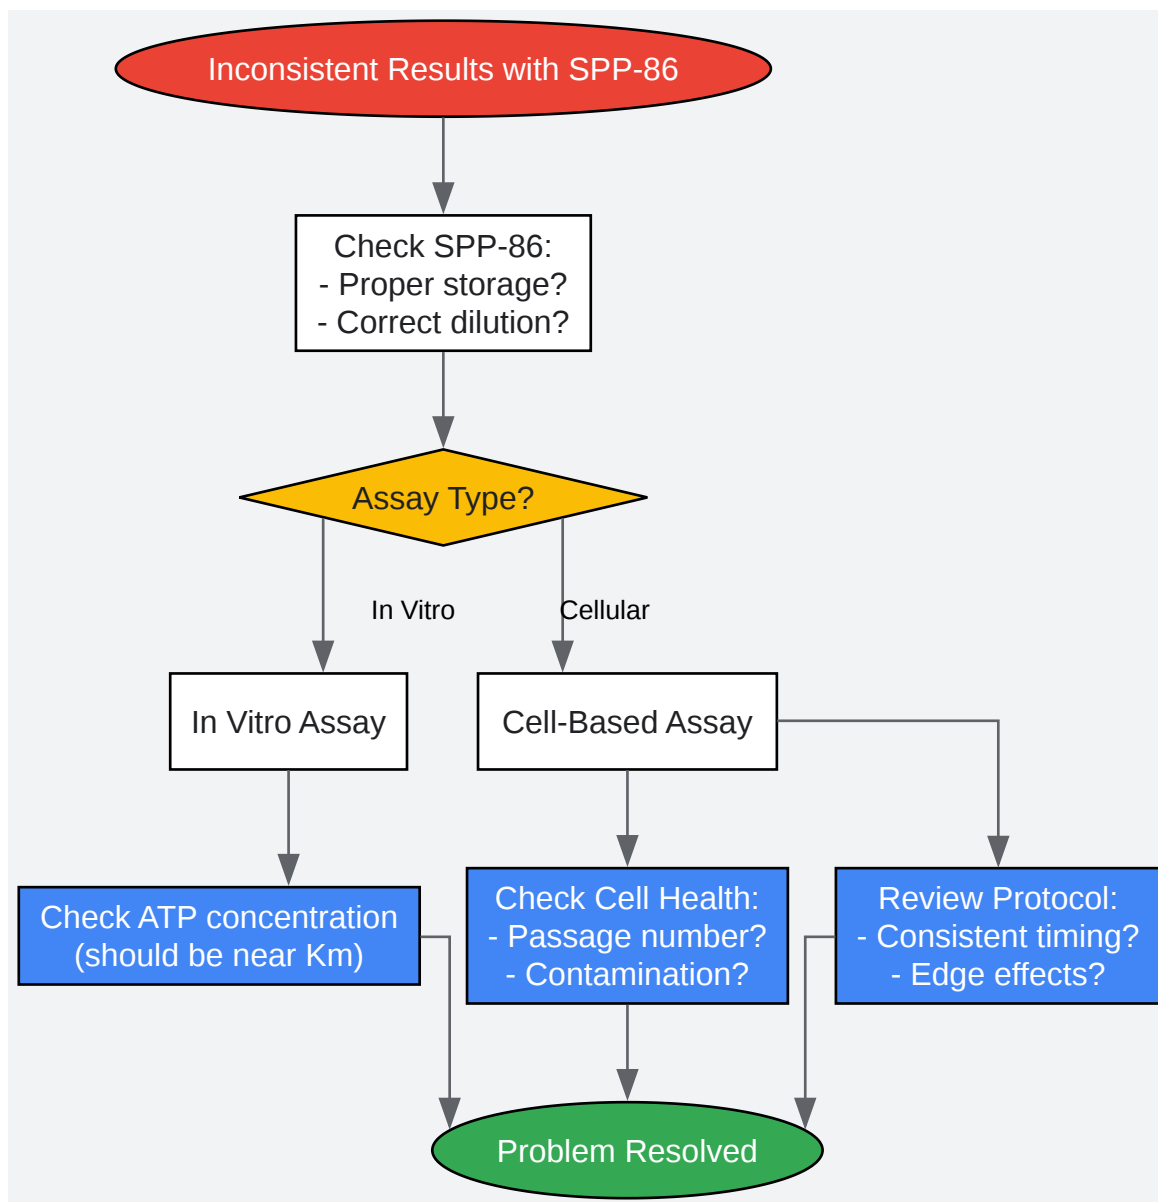 Inconsistent Results with SPP-86
Check SPP-86:
- Proper storage?
- Correct dilution?
Assay Type?
In Vitro
Cellular
In Vitro Assay
Cell-Based Assay
Check ATP concentration
(should be near Km)
Check Cell Health:
- Passage number?
- Contamination?
Review Protocol:
- Consistent timing?
- Edge effects?
Problem Resolved